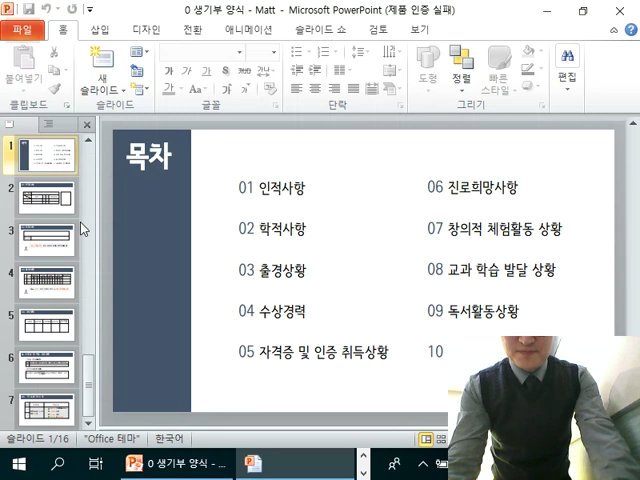 0 생기부 양식 - Matt - Microsoft PowerPoint (제품 인증 실패)
파일 홈 삽입 디자인 전환 애니메이션 슬라이드 쇼 검토 보기
붙여넣기 새 슬라이드 도형 정렬 빠른 스타일 편집
클립보드 슬라이드 글꼴 단락 그리기
목차
01 인적사항
02 학적사항
03 출경상황
04 수상경력
05 자격증 및 인증 취득상황
06 진로희망사항
07 창의적 체험활동 상황
08 교과 학습 발달 상황
09 독서활동상황
10
1
2
3
4
5
6
7
슬라이드 1/16 "Office 테마" 한국어
0 생기부 양식 - ...